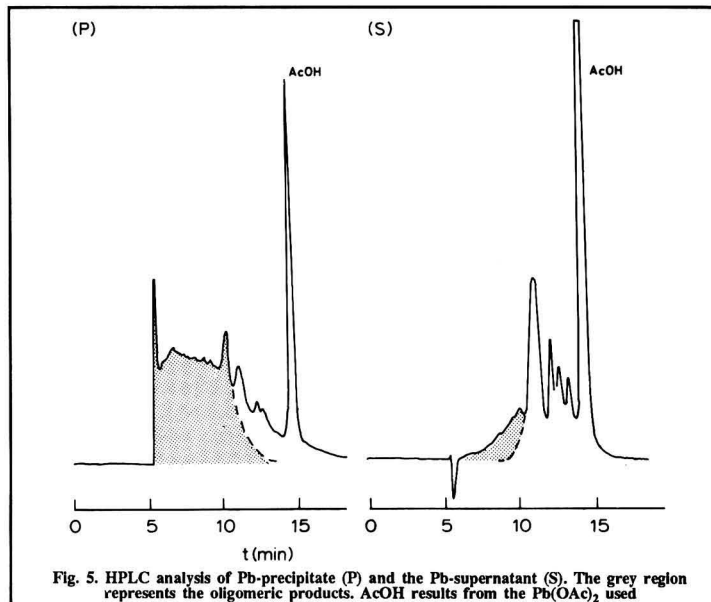 (P)
(S)
AcOH
AcOH
0 5 10 15
0 5 10 15
t(min)
Fig. 5. HPLC analysis of Pb-precipitate (P) and the Pb-supernatant (S). The grey region
represents the oligomeric products. AcOH results from the Pb(OAc)₂ used